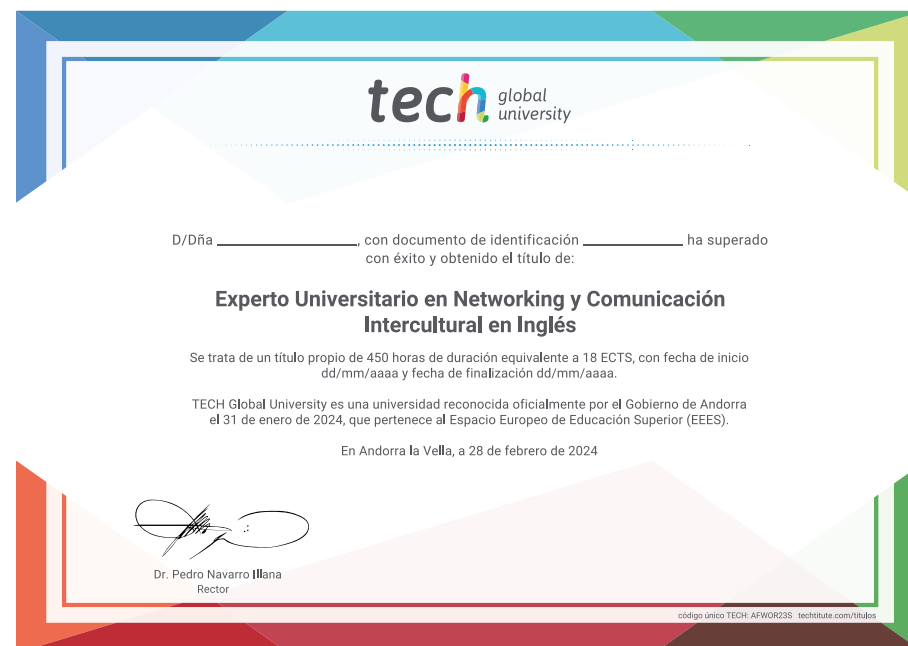 tech global
university
D/Dña ____________________, con documento de identificación ______________ ha superado
con éxito y obtenido el título de:
Experto Universitario en Networking y Comunicación
Intercultural en Inglés
Se trata de un título propio de 450 horas de duración equivalente a 18 ECTS, con fecha de inicio
dd/mm/aaaa y fecha de finalización dd/mm/aaaa.
TECH Global University es una universidad reconocida oficialmente por el Gobierno de Andorra
el 31 de enero de 2024, que pertenece al Espacio Europeo de Educación Superior (EEES).
En Andorra la Vella, a 28 de febrero de 2024
Dr. Pedro Navarro Illana
Rector
código único TECH: AFWOR23S techtitute.com/titulos